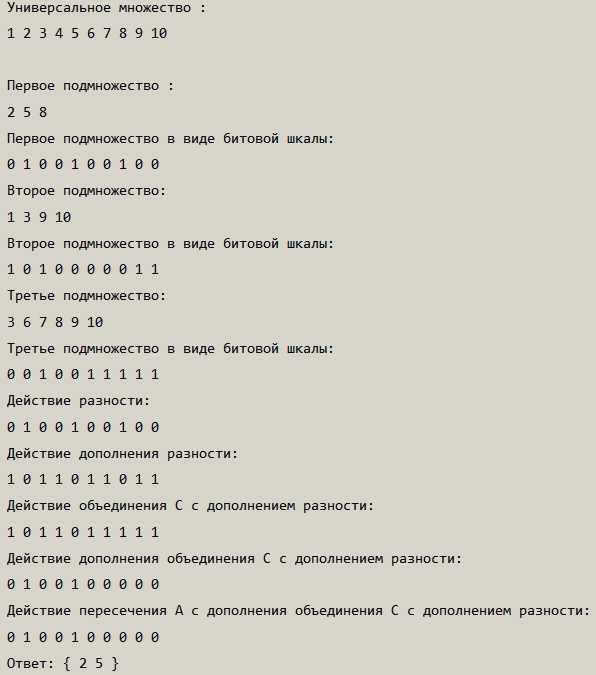 Универсальное множество :
1 2 3 4 5 6 7 8 9 10
Первое подмножество :
2 5 8
Первое подмножество в виде битовой шкалы:
0 1 0 0 1 0 0 1 0 0
Второе подмножество:
1 3 9 10
Второе подмножество в виде битовой шкалы:
1 0 1 0 0 0 0 0 1 1
Третье подмножество:
3 6 7 8 9 10
Третье подмножество в виде битовой шкалы:
0 0 1 0 0 1 1 1 1 1
Действие разности:
0 1 0 0 1 0 0 1 0 0
Действие дополнения разности:
1 0 1 1 0 1 1 0 1 1
Действие объединения С с дополнением разности:
1 0 1 1 0 1 1 1 1 1
Действие дополнения объединения С с дополнением разности:
0 1 0 0 1 0 0 0 0 0
Действие пересечения А с дополнения объединения С с дополнением разности:
0 1 0 0 1 0 0 0 0 0
Ответ: { 2 5 }